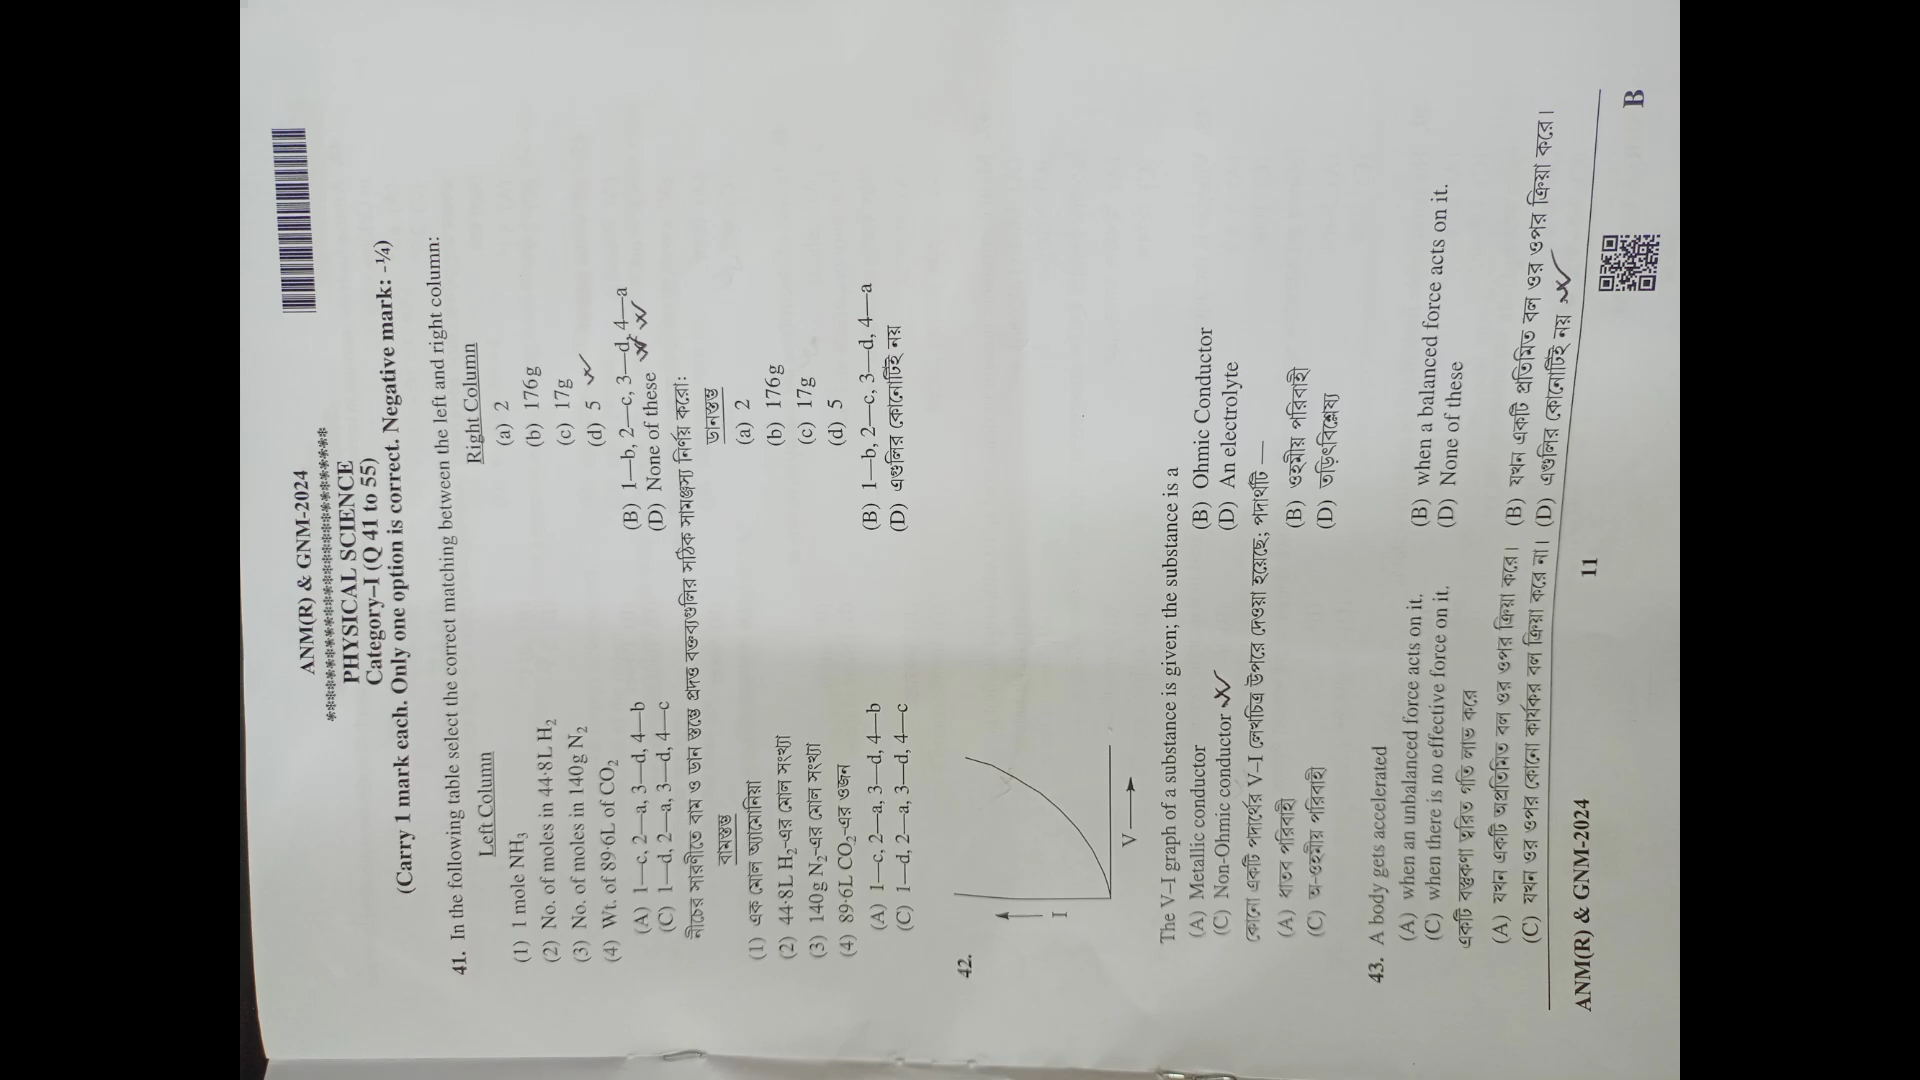 ANM(R) & GNM-2024
********************************
PHYSICAL SCIENCE
Category–I (Q 41 to 55)
(Carry 1 mark each. Only one option is correct. Negative mark: -¼)
41. In the following table select the correct matching between the left and right column:
Left Column Right Column
(1) 1 mole NH₃ (a) 2
(2) No. of moles in 44·8L H₂ (b) 176g
(3) No. of moles in 140g N₂ (c) 17g
(4) Wt. of 89·6L of CO₂ (d) 5
(A) 1—c, 2—a, 3—d, 4—b (B) 1—b, 2—c, 3—d, 4—a
(C) 1—d, 2—a, 3—d, 4—c (D) None of these
নীচের সারণীতে বাম ও ডান স্তম্ভে প্রদত্ত বক্তব্যগুলির সঠিক সামঞ্জস্য নির্ণয় করো:
বামস্তম্ভ ডানস্তম্ভ
(1) এক মোল অ্যামোনিয়া (a) 2
(2) 44·8L H₂-এর মোল সংখ্যা (b) 176g
(3) 140g N₂-এর মোল সংখ্যা (c) 17g
(4) 89·6L CO₂-এর ওজন (d) 5
(A) 1—c, 2—a, 3—d, 4—b (B) 1—b, 2—c, 3—d, 4—a
(C) 1—d, 2—a, 3—d, 4—c (D) এগুলির কোনোটিই নয়
42.
I
V
The V–I graph of a substance is given; the substance is a
(A) Metallic conductor (B) Ohmic Conductor
(C) Non-Ohmic conductor (D) An electrolyte
কোনো একটি পদার্থের V–I লেখচিত্র উপরে দেওয়া হয়েছে; পদার্থটি —
(A) ধাতব পরিবাহী (B) ওহমীয় পরিবাহী
(C) অ-ওহমীয় পরিবাহী (D) তড়িৎবিশ্লেষ্য
43. A body gets accelerated
(A) when an unbalanced force acts on it. (B) when a balanced force acts on it.
(C) when there is no effective force on it. (D) None of these
একটি বস্তুকণা ত্বরিত গতি লাভ করে
(A) যখন একটি অপ্রতিমিত বল ওর ওপর ক্রিয়া করে। (B) যখন একটি প্রতিমিত বল ওর ওপর ক্রিয়া করে।
(C) যখন ওর ওপর কোনো কার্যকর বল ক্রিয়া করে না। (D) এগুলির কোনোটিই নয়
ANM(R) & GNM-2024 11 B